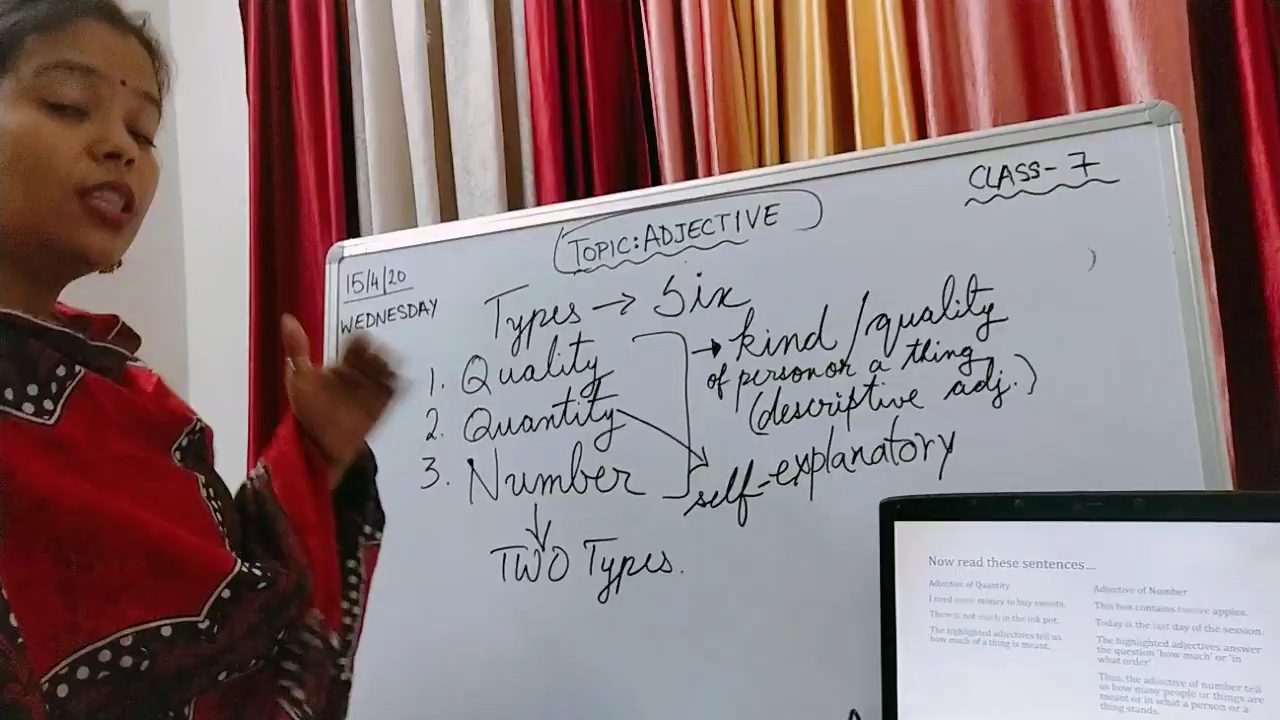 CLASS-7
TOPIC: ADJECTIVE
15/4/20
WEDNESDAY
Types → Six
1. Quality
2. Quantity
3. Number
→ kind / quality
of person or a thing
(descriptive adj.)
self-explanatory
TWO Types.
Now read these sentences...
Adjective of Quantity
I need some money to buy sweets.
There is not much in the ink pot.
The highlighted adjectives tell us
how much of a thing is meant.
Adjective of Number
This box contains twelve apples.
Today is the last day of the session.
The highlighted adjectives answer
the question 'how much' or 'in
what order'
Thus, the adjective of number tell
us how many people or things are
meant or in what a person or a
thing stands.